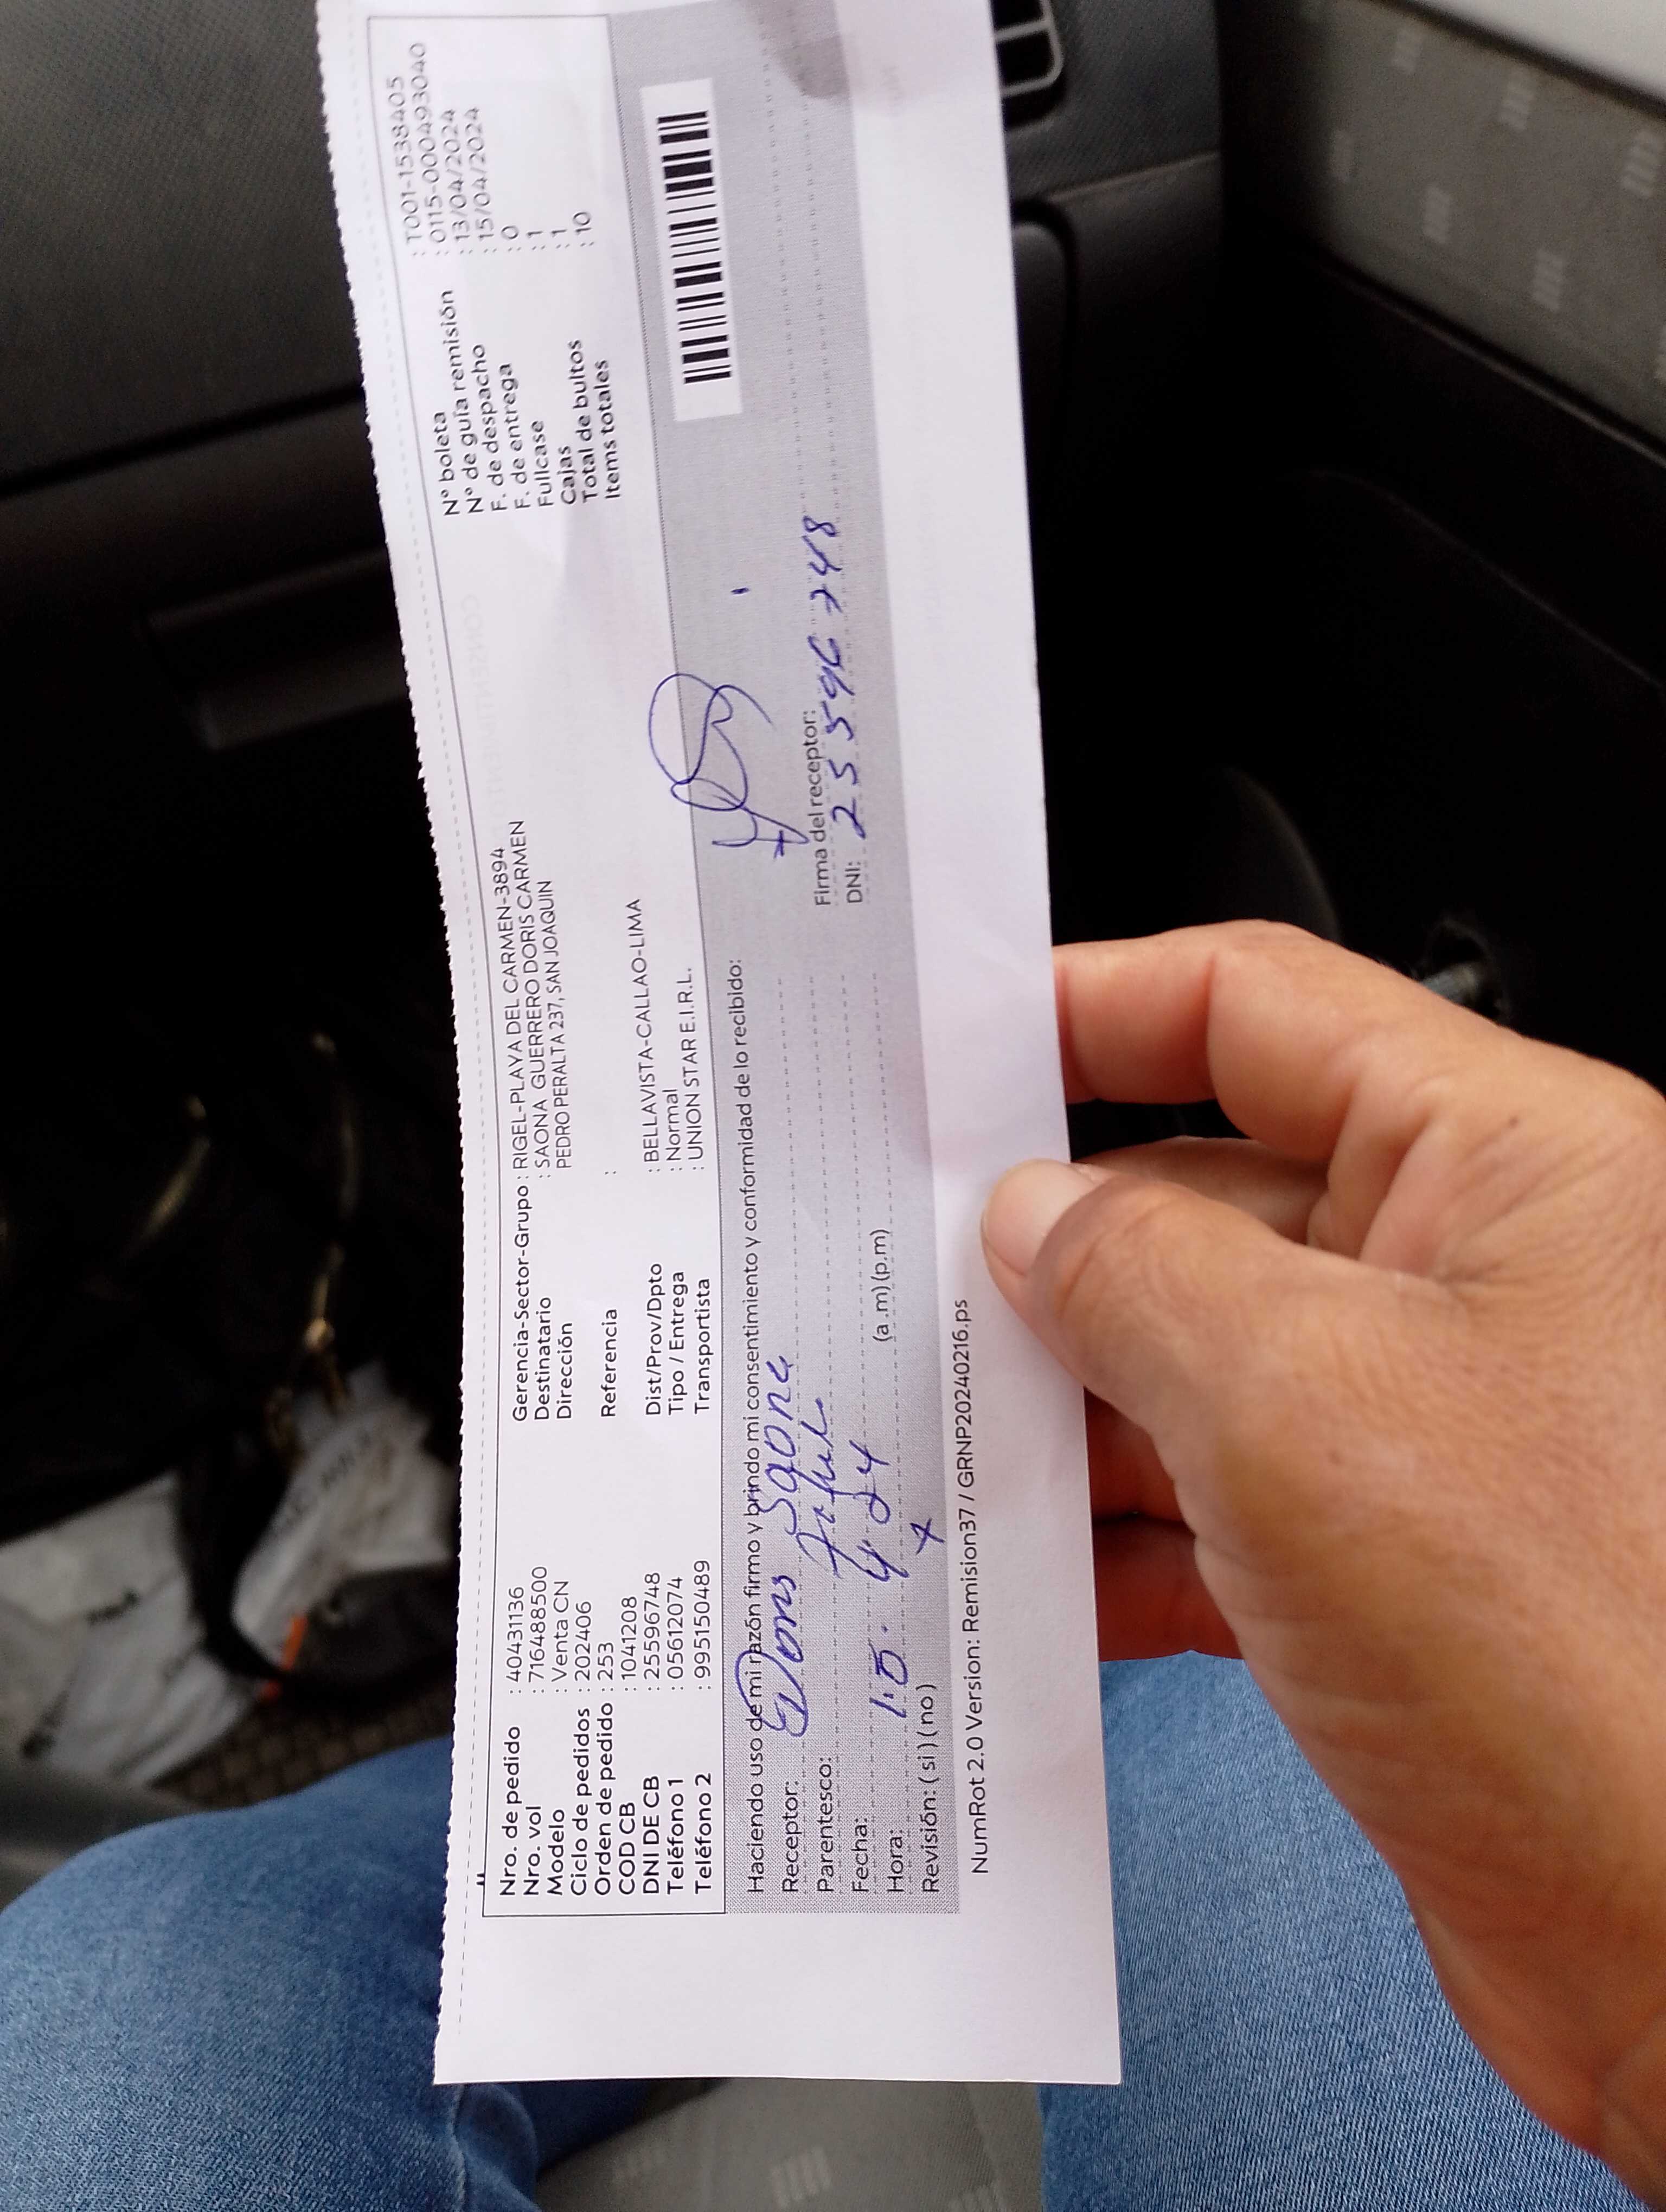 Nro. de pedido : 40431136
Nro. vol : 716488500
Modelo : Venta CN
Ciclo de pedidos : 202406
Orden de pedido : 253
COD CB : 1041208
DNI DE CB : 25596748
Teléfono 1 : 056612074
Teléfono 2 : 995150489
Gerencia-Sector-Grupo : RIGEL-PLAYA DEL CARMEN-3894
Destinatario : SAONA GUERRERO DORIS CARMEN
Dirección PEDRO PERALTA 237, SAN JOAQUIN
Referencia :
Dist/Prov/Dpto : BELLAVISTA-CALLAO-LIMA
Tipo / Entrega : Normal
Transportista : UNION STAR E.I.R.L.
N° boleta : T001-1538405
N° de guía remisión : 0115-000493040
F. de despacho : 13/04/2024
F. de entrega : 15/04/2024
Fullcase : 0
Cajas : 1
Total de bultos : 1
Items totales : 10
Haciendo uso de mi razón firmo y brindo mi consentimiento y conformidad de lo recibido:
Receptor: Doris Saona
Parentesco:
Fecha: 15. 4 24
Hora: (a .m) (p.m)
Revisión: ( si ) ( no )
Firma del receptor:
DNI: 25596748
NumRot 2.0 Version: Remision37 / GRNP20240216.ps